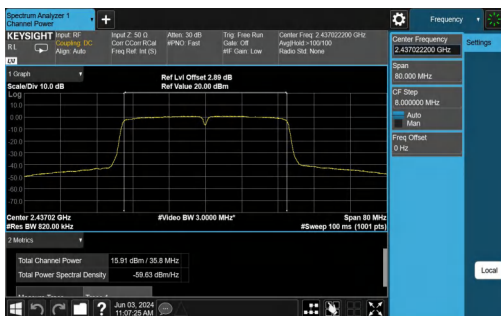 Spectrum Analyzer 1
Channel Power
+
Frequency
KEYSIGHT
Input: RF
Coupling: DC
Align: Auto
Input Z: 50 Ω
Corr CCorr RCal
Freq Ref: Int (S)
Atten: 30 dB
#PNO: Fast
Trig: Free Run
Gate: Off
#IF Gain: Low
Center Freq: 2.437022200 GHz
Avg|Hold:>100/100
Radio Std: None
RL
LXI
Center Frequency
2.437022200 GHz
Settings
Span
80.000 MHz
CF Step
8.000000 MHz
Auto
Man
Freq Offset
0 Hz
Local
1 Graph
Scale/Div 10.0 dB
Ref Lvl Offset 2.89 dB
Ref Value 20.00 dBm
Log
10.0
0.00
-10.0
-20.0
-30.0
-40.0
-50.0
-60.0
-70.0
Center 2.43702 GHz
#Video BW 3.0000 MHz*
Span 80 MHz
#Res BW 820.00 kHz
#Sweep 100 ms (1001 pts)
2 Metrics
Total Channel Power
15.91 dBm / 35.8 MHz
Total Power Spectral Density
-59.63 dBm/Hz
?
Jun 03, 2024
11:07:25 AM